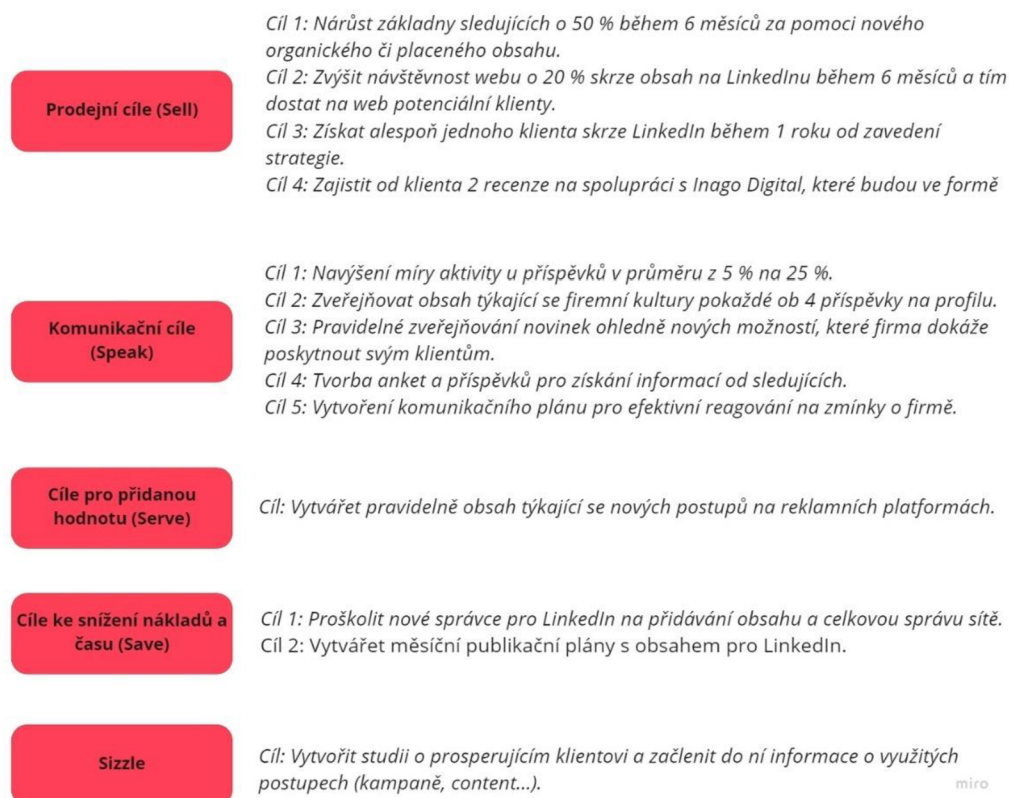 Prodejní cíle (Sell)
Cíl 1: Nárůst základny sledujících o 50 % během 6 měsíců za pomoci nového
organického či placeného obsahu.
Cíl 2: Zvýšit návštěvnost webu o 20 % skrze obsah na LinkedInu během 6 měsíců a tím
dostat na web potenciální klienty.
Cíl 3: Získat alespoň jednoho klienta skrze LinkedIn během 1 roku od zavedení
strategie.
Cíl 4: Zajistit od klienta 2 recenze na spolupráci s Inago Digital, které budou ve formě
Komunikační cíle
(Speak)
Cíl 1: Navýšení míry aktivity u příspěvků v průměru z 5 % na 25 %.
Cíl 2: Zveřejňovat obsah týkající se firemní kultury pokaždé ob 4 příspěvky na profilu.
Cíl 3: Pravidelné zveřejňování novinek ohledně nových možností, které firma dokáže
poskytnout svým klientům.
Cíl 4: Tvorba anket a příspěvků pro získání informací od sledujících.
Cíl 5: Vytvoření komunikačního plánu pro efektivní reagování na zmínky o firmě.
Cíle pro přidanou
hodnotu (Serve)
Cíl: Vytvářet pravidelně obsah týkající se nových postupů na reklamních platformách.
Cíle ke snížení nákladů a
času (Save)
Cíl 1: Proškolit nové správce pro LinkedIn na přidávání obsahu a celkovou správu sítě.
Cíl 2: Vytvářet měsíční publikační plány s obsahem pro LinkedIn.
Sizzle
Cíl: Vytvořit studii o prosperujícím klientovi a začlenit do ní informace o využitých
postupech (kampaně, content...).
miro